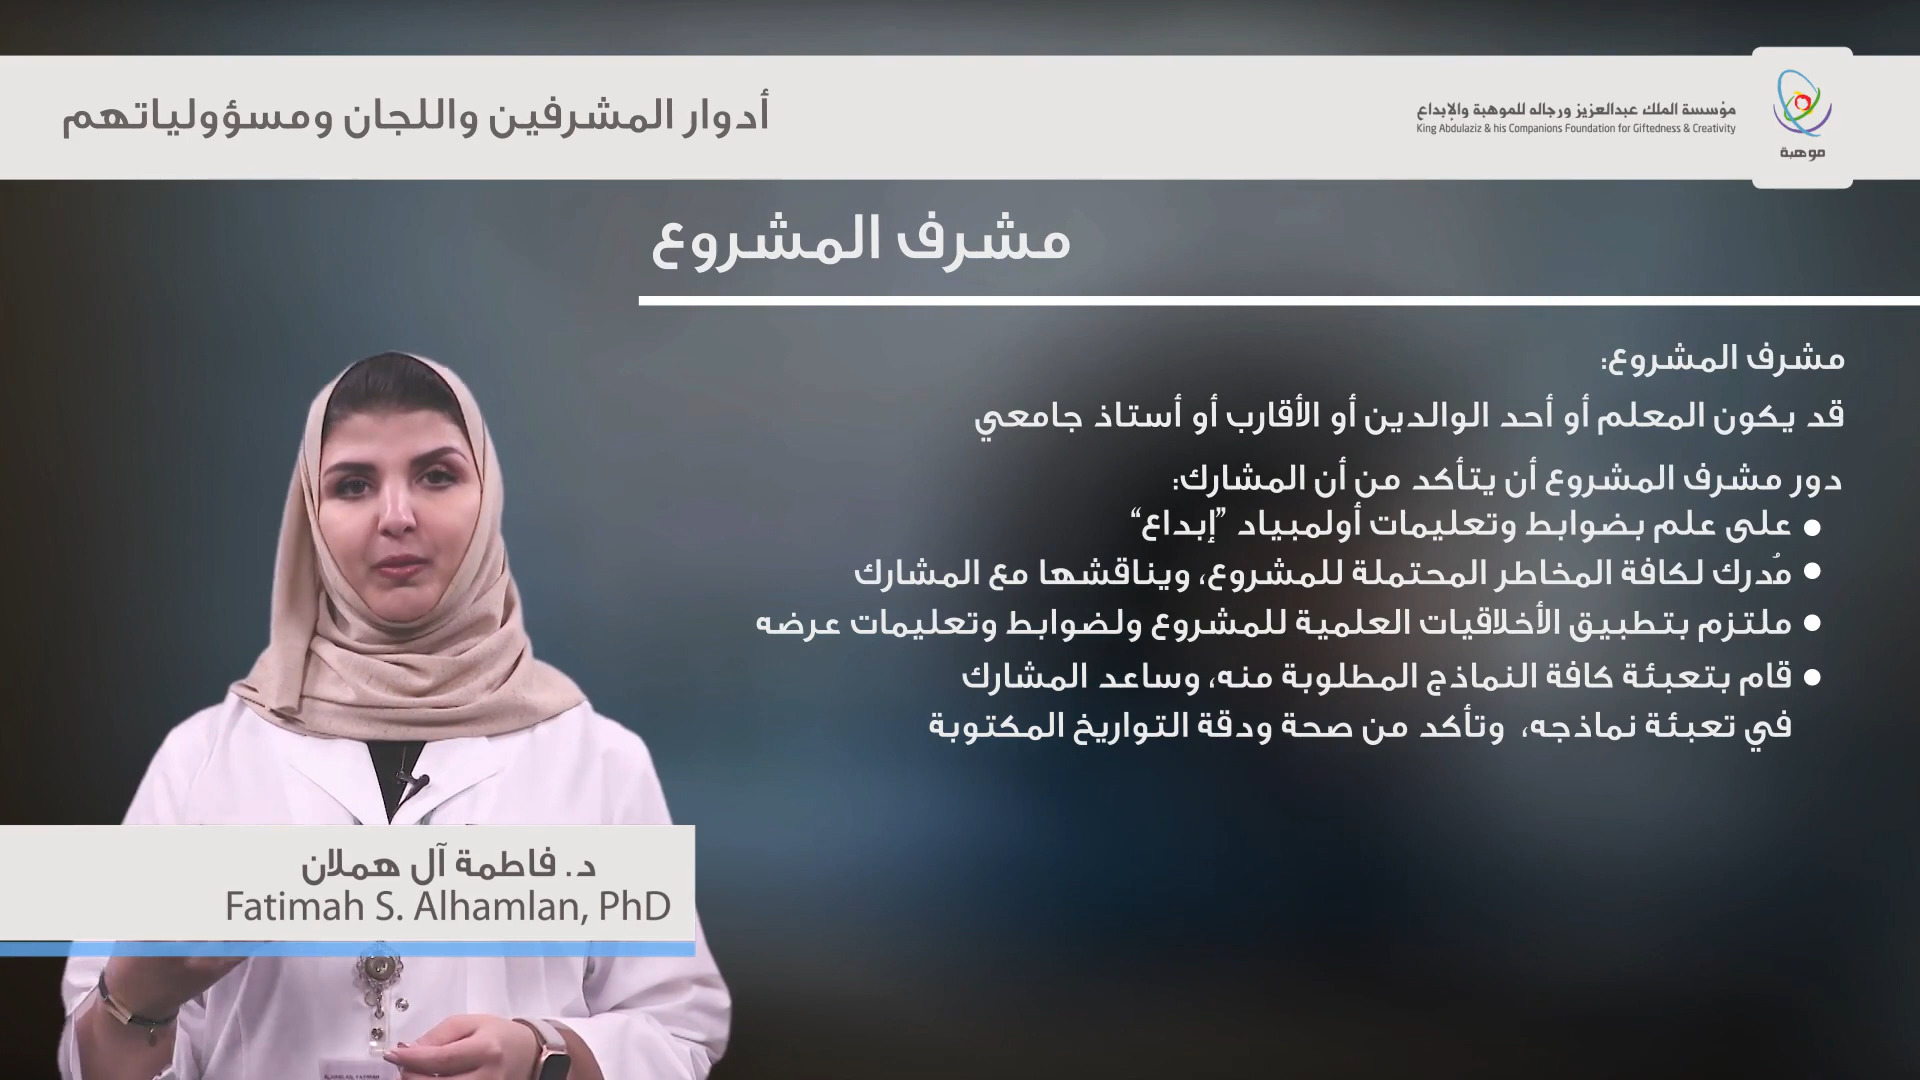 أدوار المشرفين واللجان ومسؤولياتهم
مؤسسة الملك عبدالعزيز ورجاله للموهبة والإبداع
King Abdulaziz & his Companions Foundation for Giftedness & Creativity
موهبة
مشرف المشروع
مشرف المشروع:
قد يكون المعلم أو أحد الوالدين أو الأقارب أو أستاذ جامعي
دور مشرف المشروع أن يتأكد من أن المشارك:
● على علم بضوابط وتعليمات أولمبياد ”إبداع“
● مُدرك لكافة المخاطر المحتملة للمشروع، ويناقشها مع المشارك
● ملتزم بتطبيق الأخلاقيات العلمية للمشروع ولضوابط وتعليمات عرضه
● قام بتعبئة كافة النماذج المطلوبة منه، وساعد المشارك
في تعبئة نماذجه، وتأكد من صحة ودقة التواريخ المكتوبة
د. فاطمة آل هملان
Fatimah S. Alhamlan, PhD